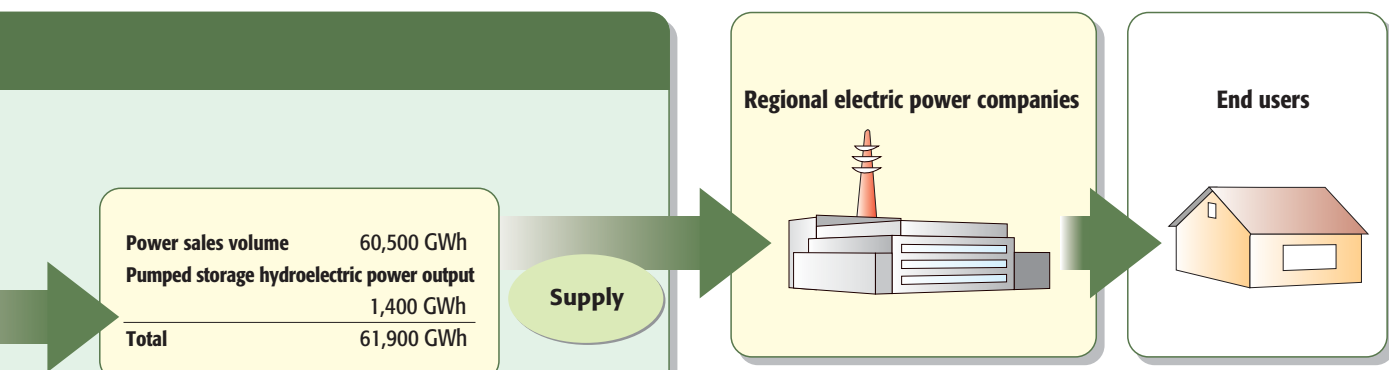 Regional electric power companies
End users
Power sales volume 60,500 GWh
Pumped storage hydroelectric power output
1,400 GWh
Total 61,900 GWh
Supply